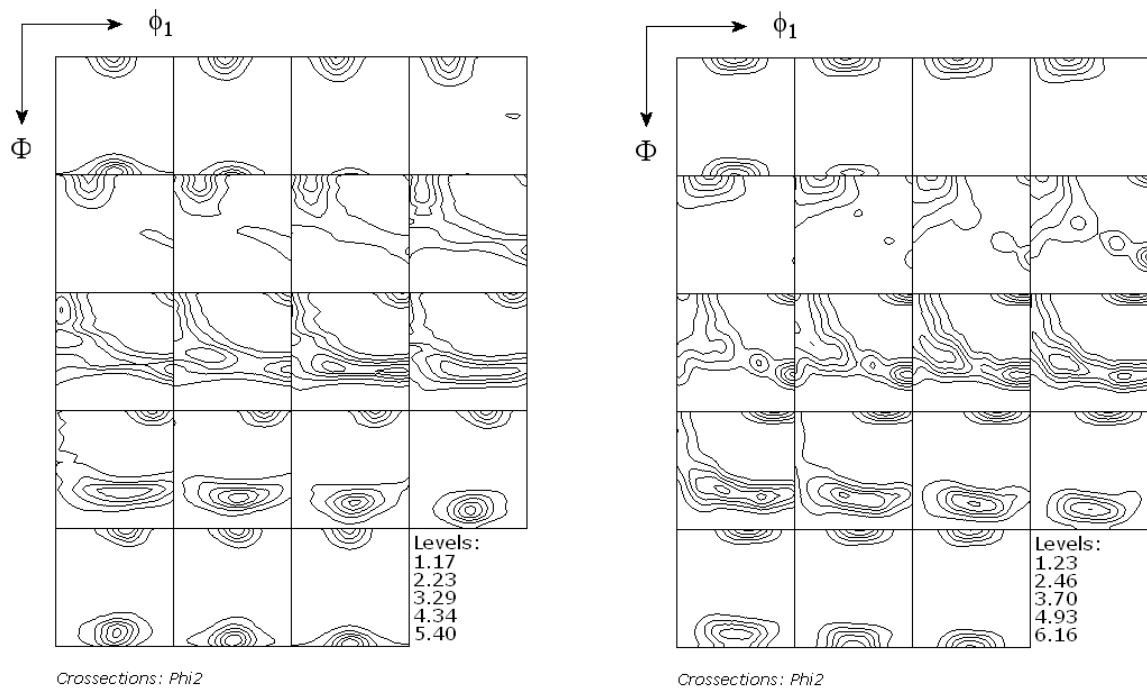 ϕ1
Φ
Levels:
1.17
2.23
3.29
4.34
5.40
Crossections: Phi2
ϕ1
Φ
Levels:
1.23
2.46
3.70
4.93
6.16
Crossections: Phi2